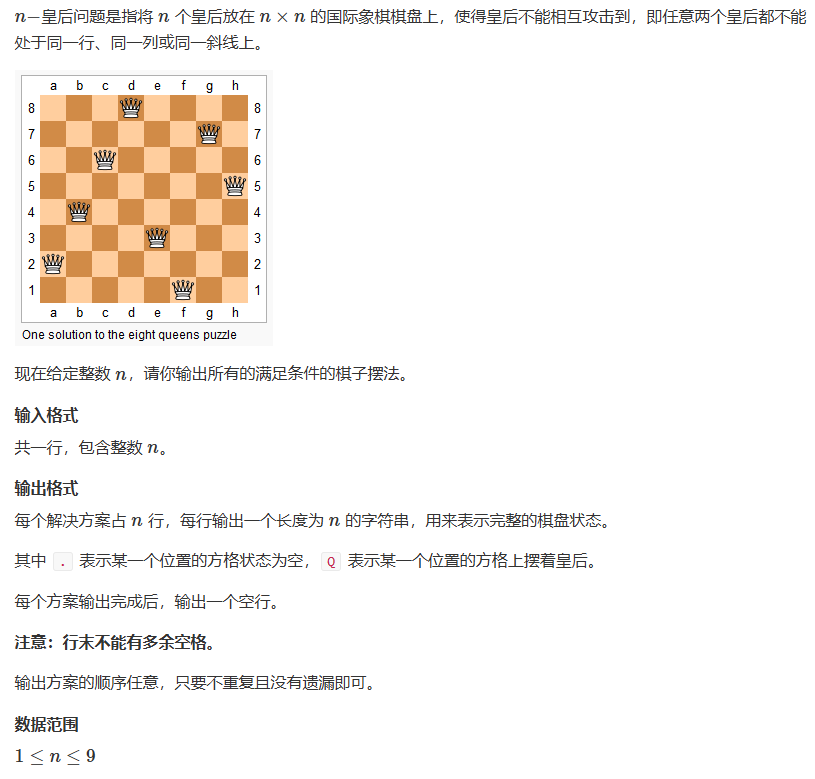 n−皇后问题是指将 n 个皇后放在 n × n 的国际象棋棋盘上，使得皇后不能相互攻击到，即任意两个皇后都不能
处于同一行、同一列或同一斜线上。
a b c d e f g h
8 8
7 7
6 6
5 5
4 4
3 3
2 2
1 1
a b c d e f g h
One solution to the eight queens puzzle
现在给定整数 n，请你输出所有的满足条件的棋子摆法。
输入格式
共一行，包含整数 n。
输出格式
每个解决方案占 n 行，每行输出一个长度为 n 的字符串，用来表示完整的棋盘状态。
其中 . 表示某一个位置的方格状态为空， Q 表示某一个位置的方格上摆着皇后。
每个方案输出完成后，输出一个空行。
注意：行末不能有多余空格。
输出方案的顺序任意，只要不重复且没有遗漏即可。
数据范围
1 ≤ n ≤ 9